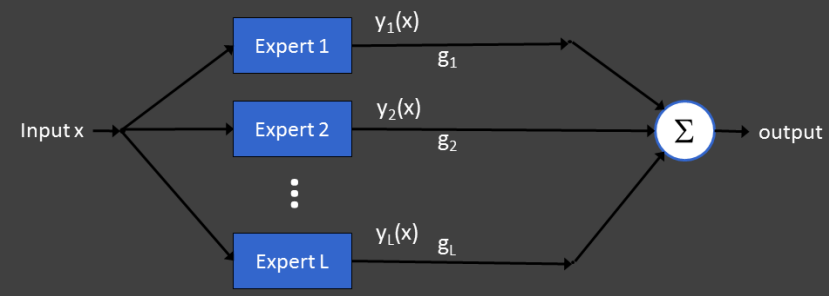 y₁(x)
Expert 1
g₁
y₂(x)
Input x
Expert 2
g₂
Σ
output
y_L(x)
g_L
Expert L